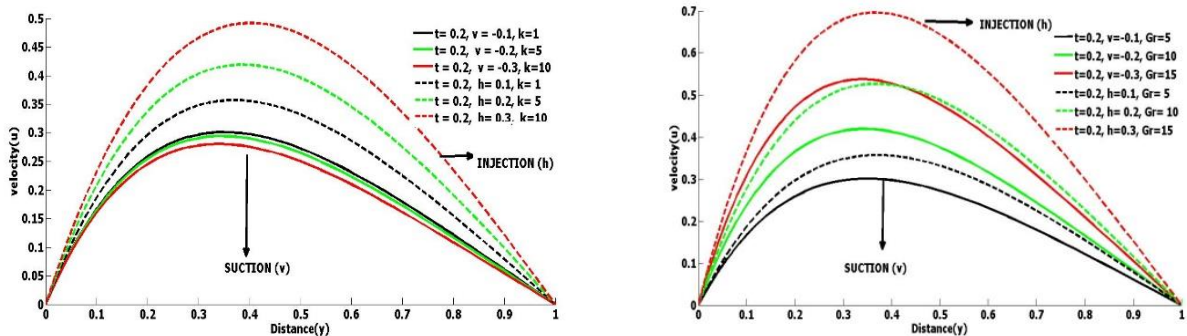 0.5
0.45
0.4
0.35
0.3
0.25
0.2
0.15
0.1
0.05
0
velocity(u)
0 0.1 0.2 0.3 0.4 0.5 0.6 0.7 0.8 0.9 1
Distance(y)
t= 0.2, v = -0.1, k=1
t= 0.2, v = -0.2, k=5
t= 0.2, v = -0.3, k=10
t = 0.2, h= 0.1, k= 1
t = 0.2, h= 0.2, k= 5
t = 0.2, h= 0.3, k=10
INJECTION (h)
SUCTION (v)
0.7
0.6
0.5
0.4
0.3
0.2
0.1
0
velocity(u)
0 0.1 0.2 0.3 0.4 0.5 0.6 0.7 0.8 0.9 1
Distance(y)
INJECTION (h)
t=0.2, v=-0.1, Gr=5
t=0.2, v=-0.2, Gr=10
t=0.2, v=-0.3, Gr=15
t=0.2, h=0.1, Gr= 5
t=0.2, h= 0.2, Gr= 10
t=0.2, h=0.3, Gr=15
SUCTION (v)